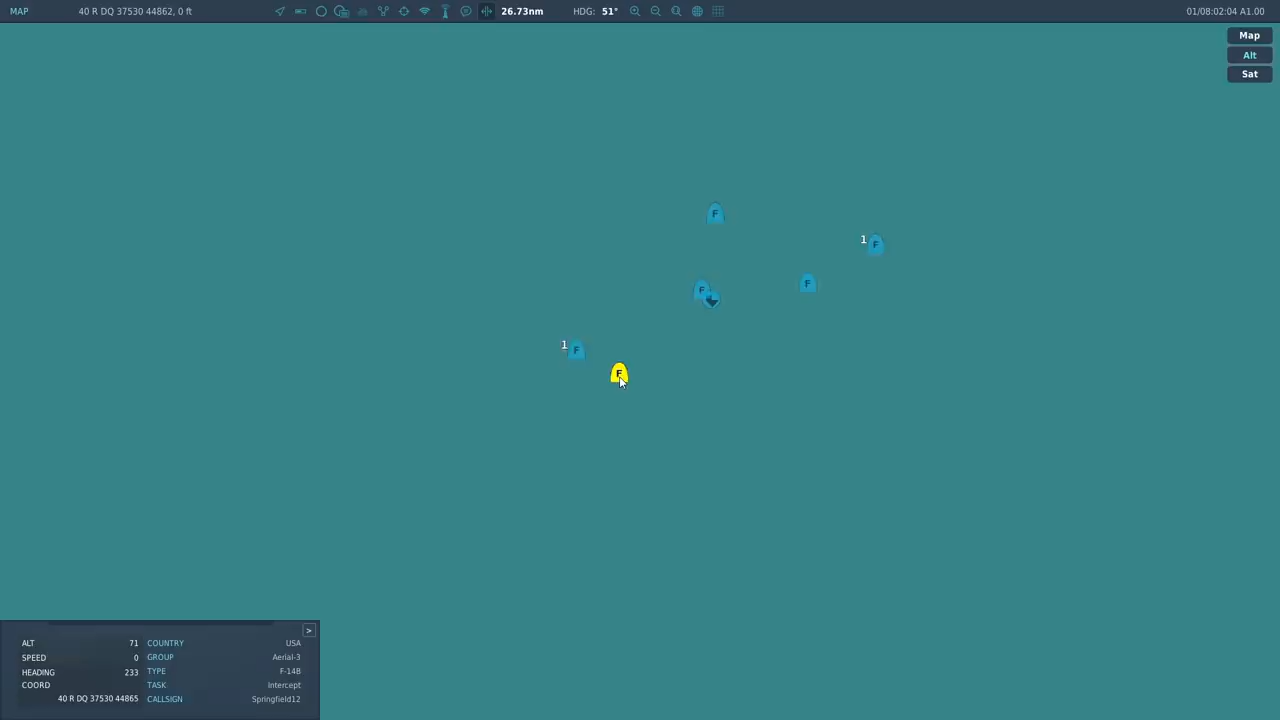 MAP 40 R DQ 37530 44862, 0 ft 26.73nm HDG: 51° 01/08:02:04 A1.00
Map
Alt
Sat
F
1 F
F
F
1 F
F
>
ALT 71 COUNTRY USA
SPEED 0 GROUP Aerial-3
HEADING 233 TYPE F-14B
COORD TASK Intercept
40 R DQ 37530 44865 CALLSIGN Springfield12